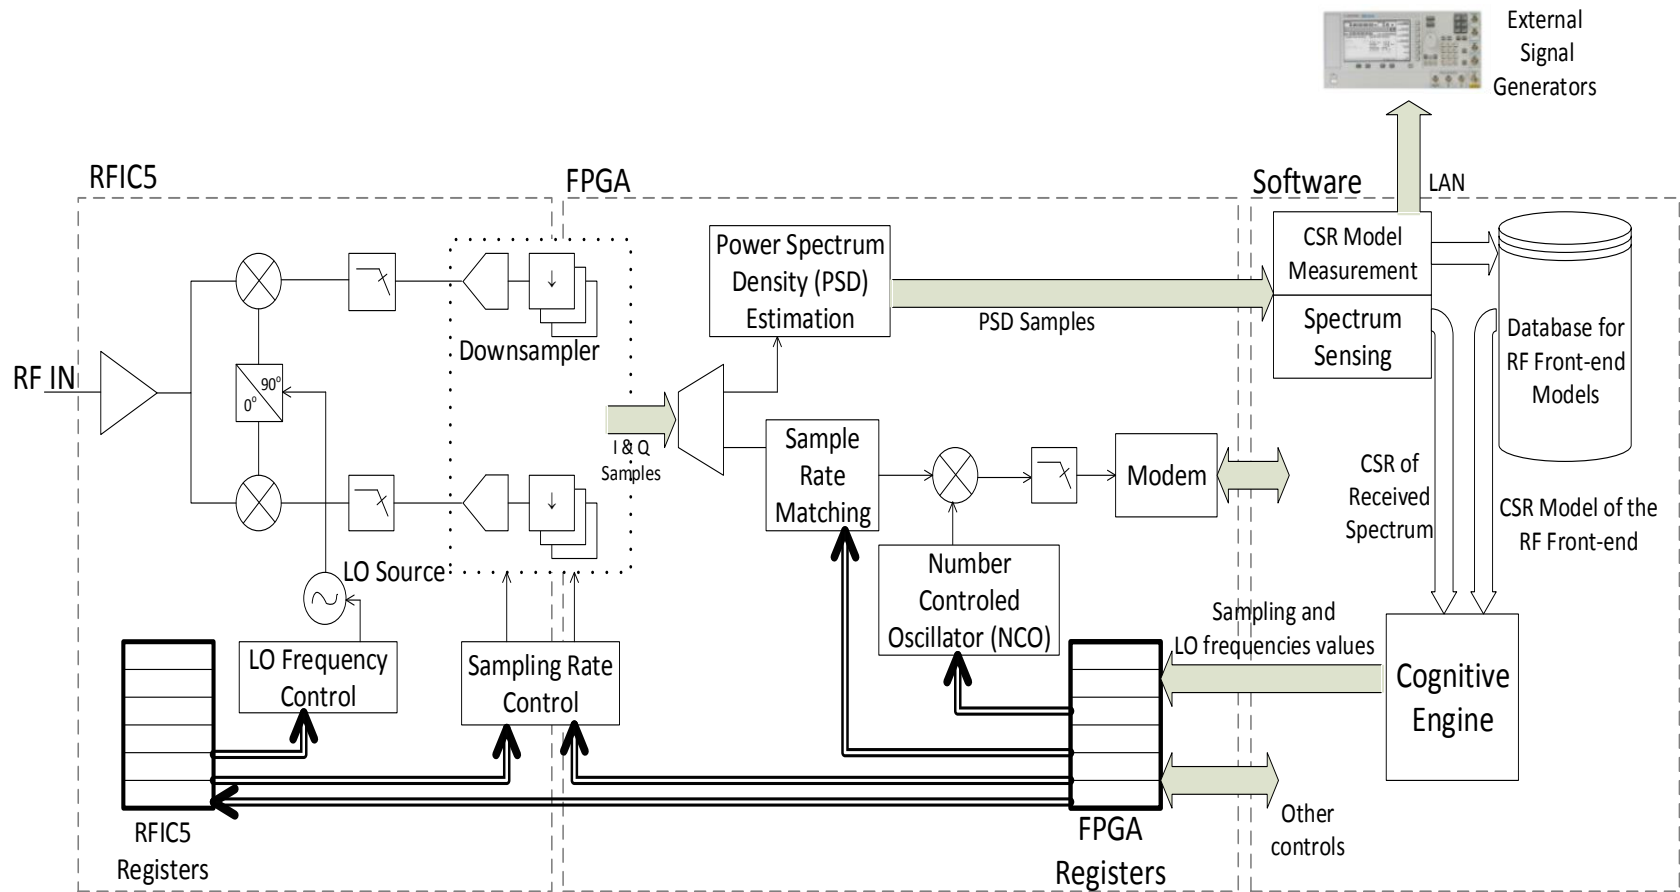 External
Signal
Generators
RFIC5
FPGA
Software
LAN
Power Spectrum
Density (PSD)
Estimation
CSR Model
Measurement
PSD Samples
Spectrum
Sensing
Database for
RF Front-end
Models
Downsampler
RF IN
90°
0°
I & Q
Samples
Sample
Rate
Matching
Modem
CSR of
Received
Spectrum
CSR Model of the
RF Front-end
LO Source
Number
Controled
Oscillator (NCO)
Sampling and
LO frequencies values
LO Frequency
Control
Sampling Rate
Control
Cognitive
Engine
RFIC5
Registers
FPGA
Registers
Other
controls